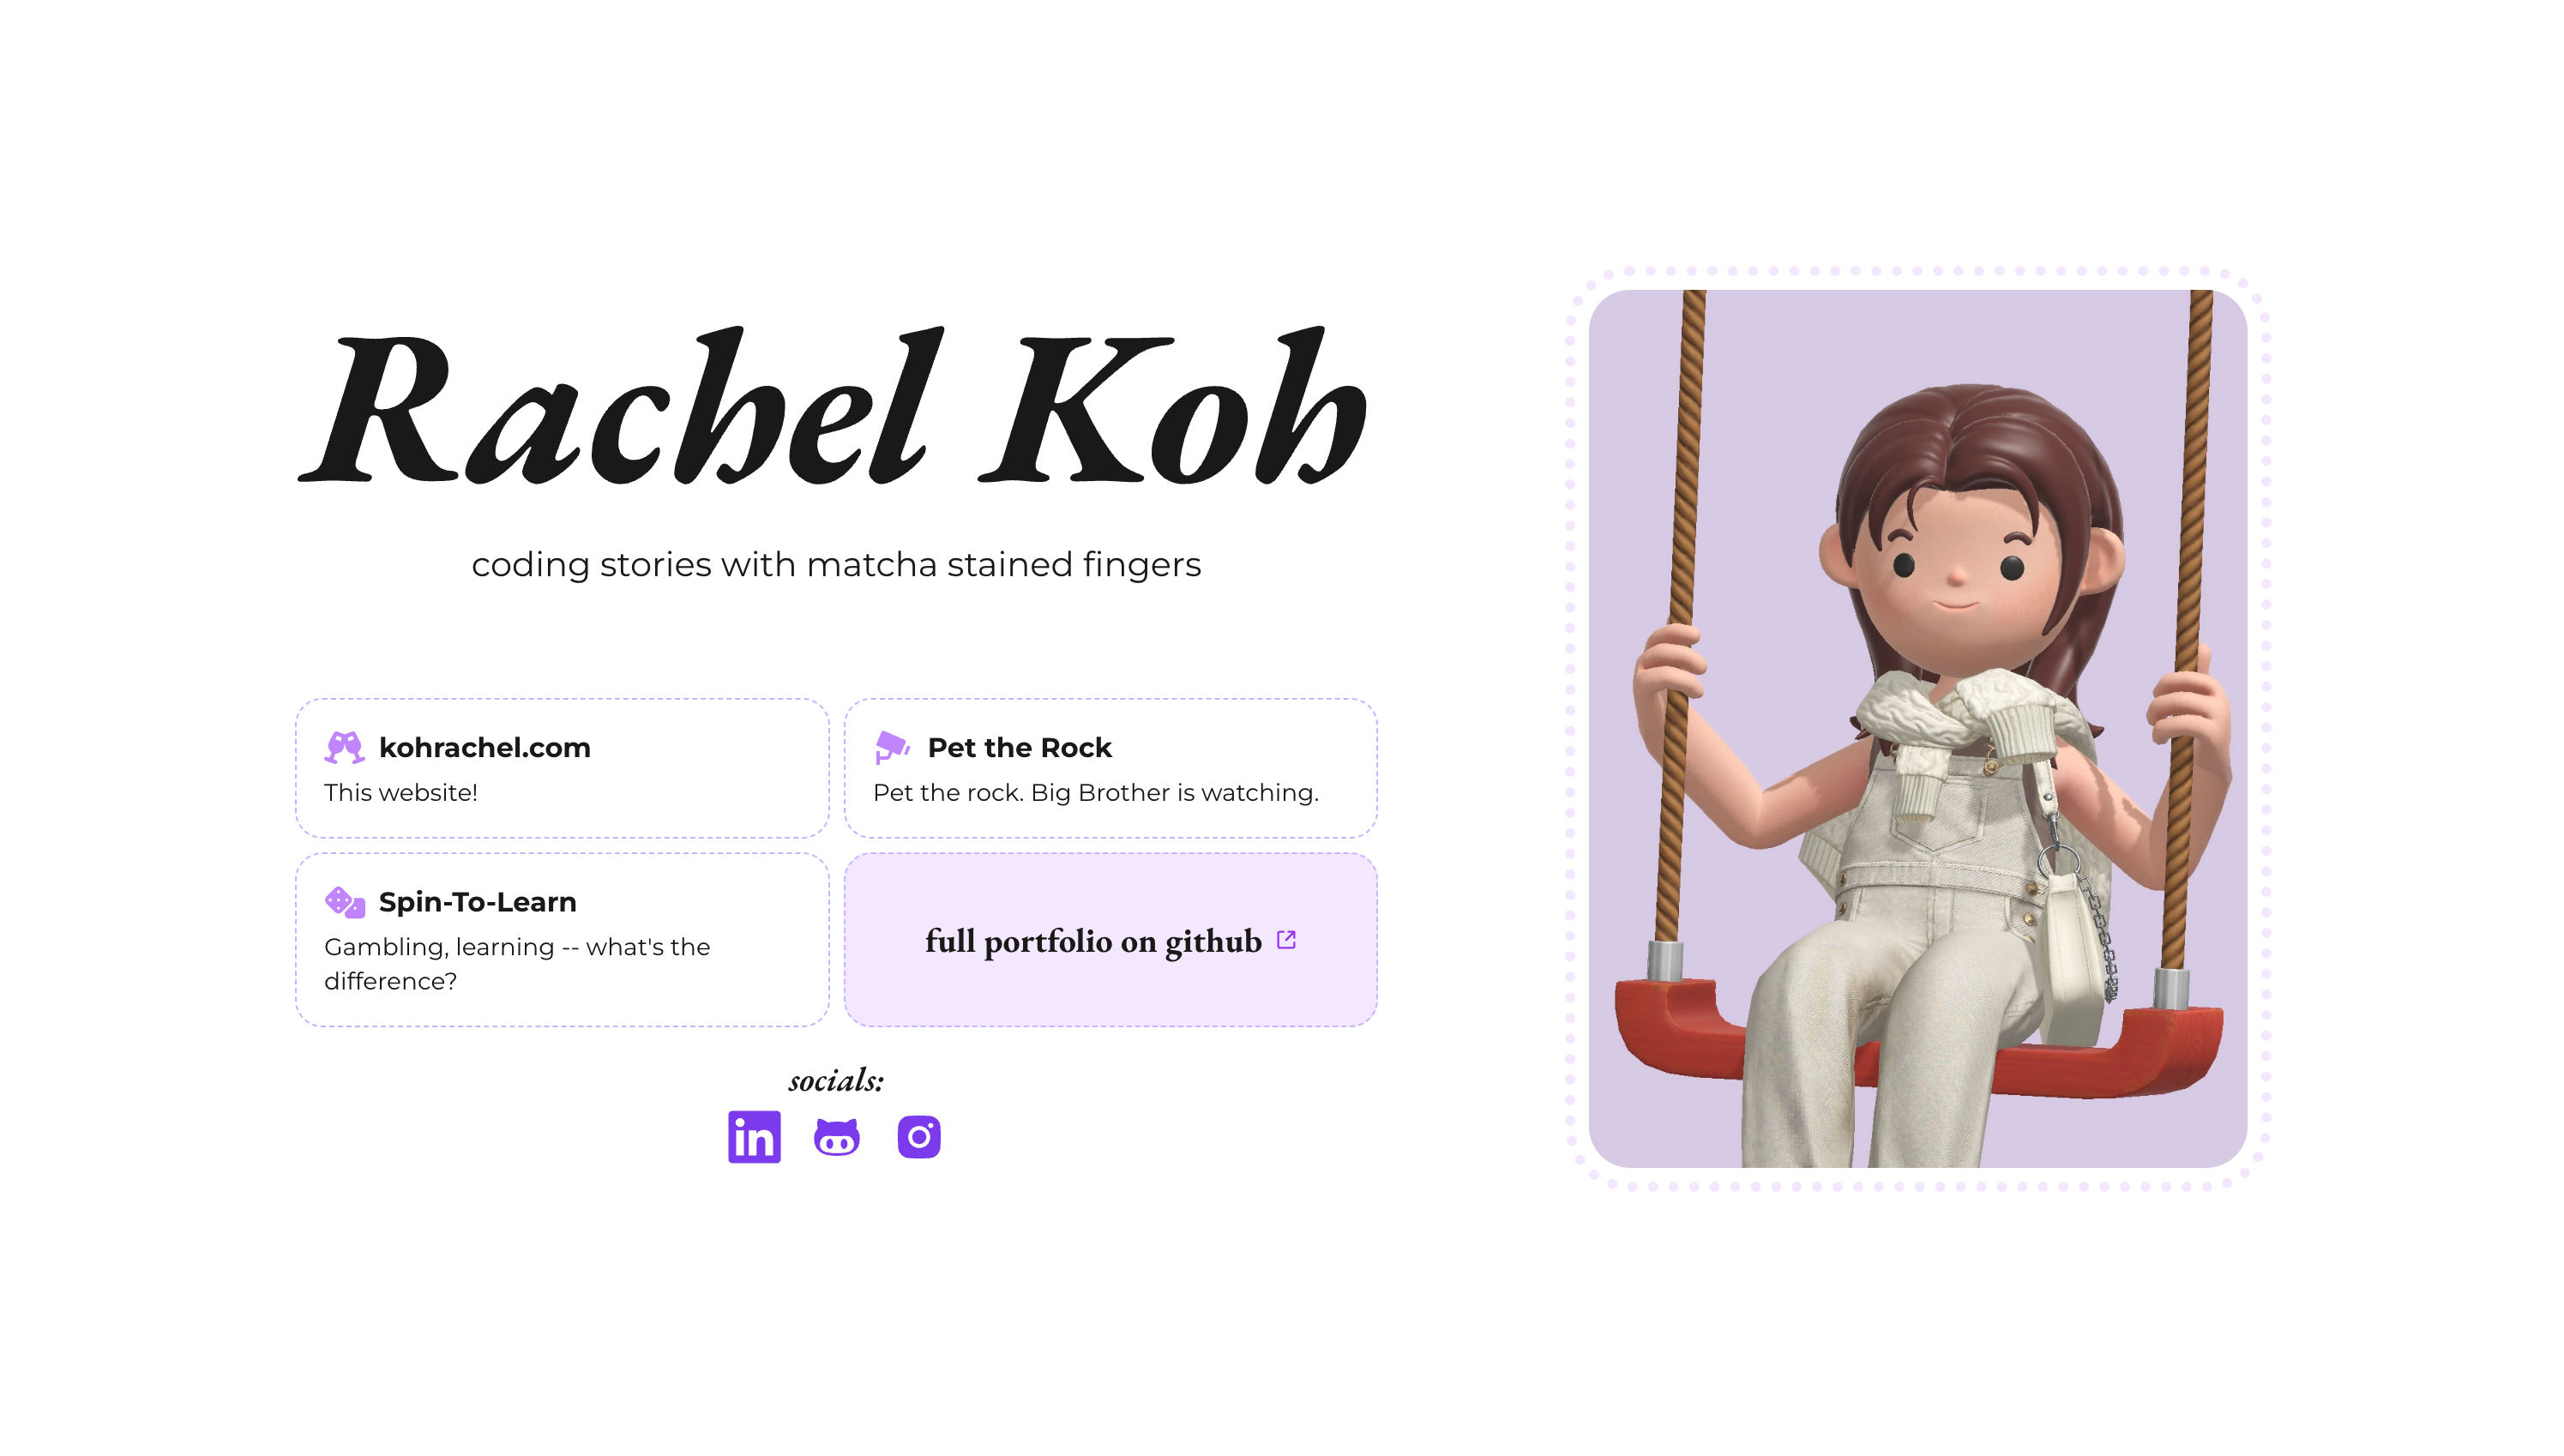 Rachel Koh
coding stories with matcha stained fingers
kohrachel.com
This website!
Pet the Rock
Pet the rock. Big Brother is watching.
Spin-To-Learn
Gambling, learning -- what's the
difference?
full portfolio on github
socials:
in